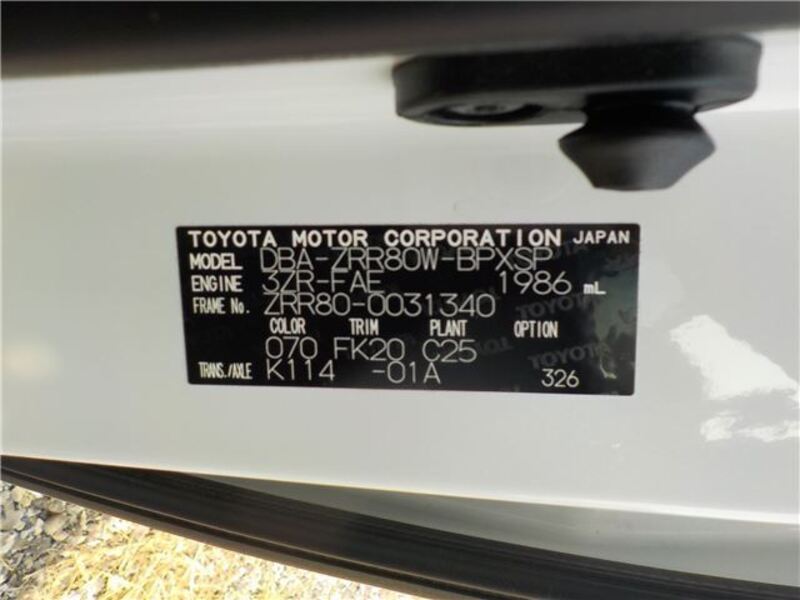 TOYOTA MOTOR CORPORATION JAPAN
MODEL DBA-ZRR80W-BPXSP
ENGINE 3ZR-FAE 1986 mL
FRAME No. ZRR80-0031340
COLOR TRIM PLANT OPTION
070 FK20 C25
TRANS./AXLE K114 -01A 326